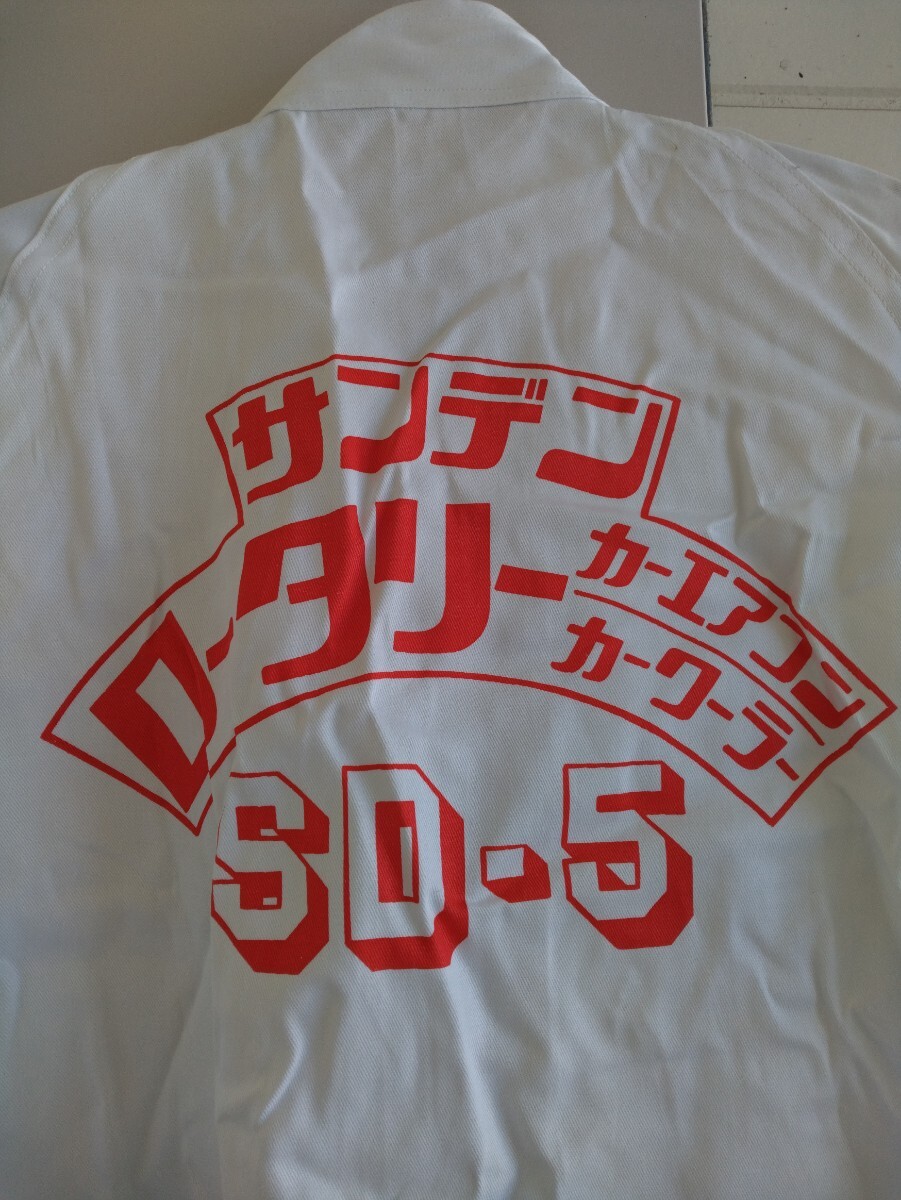 サンデン
ロータリー
カーエアコン
カークーラー
SD-5